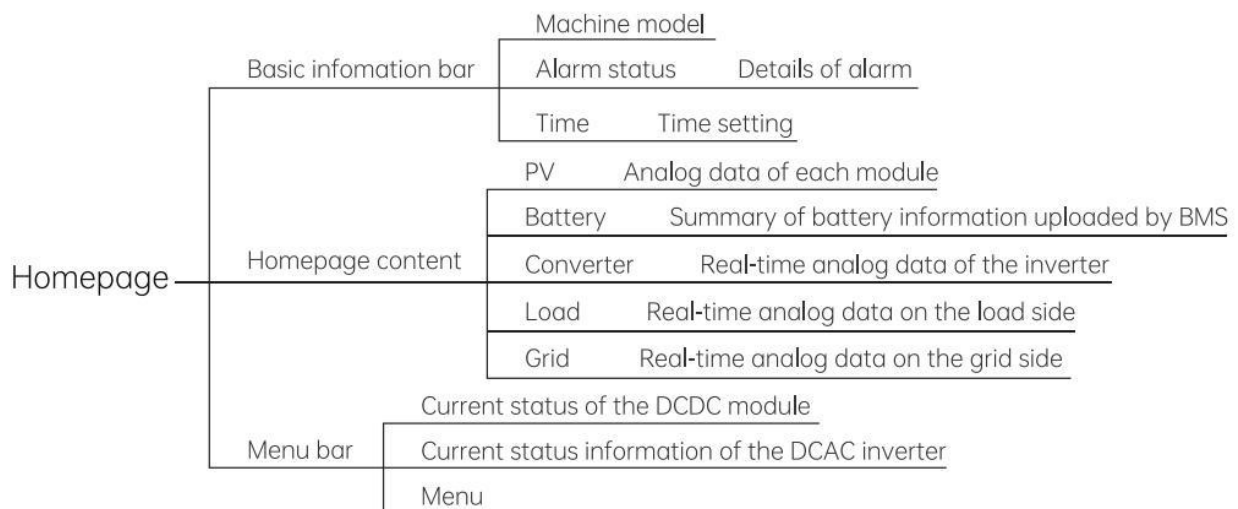 Machine model
Basic infomation bar
Alarm status Details of alarm
Time Time setting
PV Analog data of each module
Battery Summary of battery information uploaded by BMS
Homepage
Homepage content
Converter Real-time analog data of the inverter
Load Real-time analog data on the load side
Grid Real-time analog data on the grid side
Current status of the DCDC module
Menu bar
Current status information of the DCAC inverter
Menu